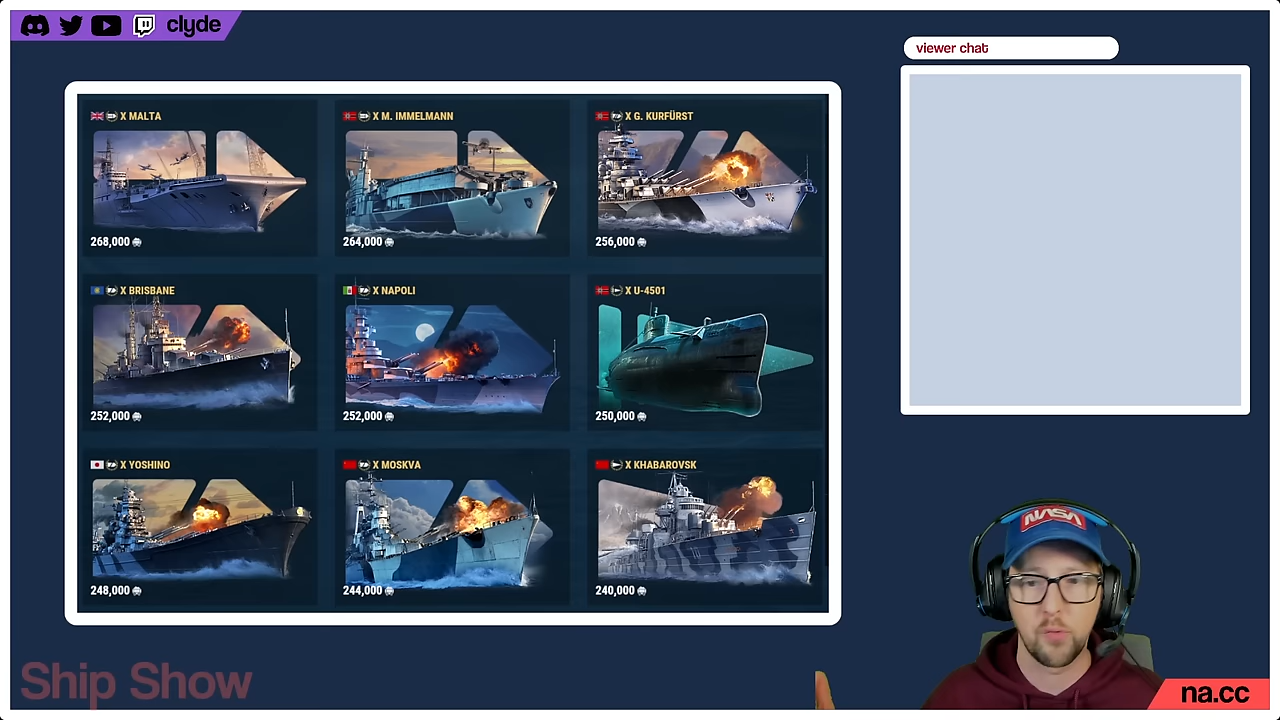 clyde
viewer chat
X MALTA
268,000
X M. IMMELMANN
264,000
X G. KURFÜRST
256,000
X BRISBANE
252,000
X NAPOLI
252,000
X U-4501
250,000
X YOSHINO
248,000
X MOSKVA
244,000
X KHABAROVSK
240,000
NASA
Ship Show
na.cc